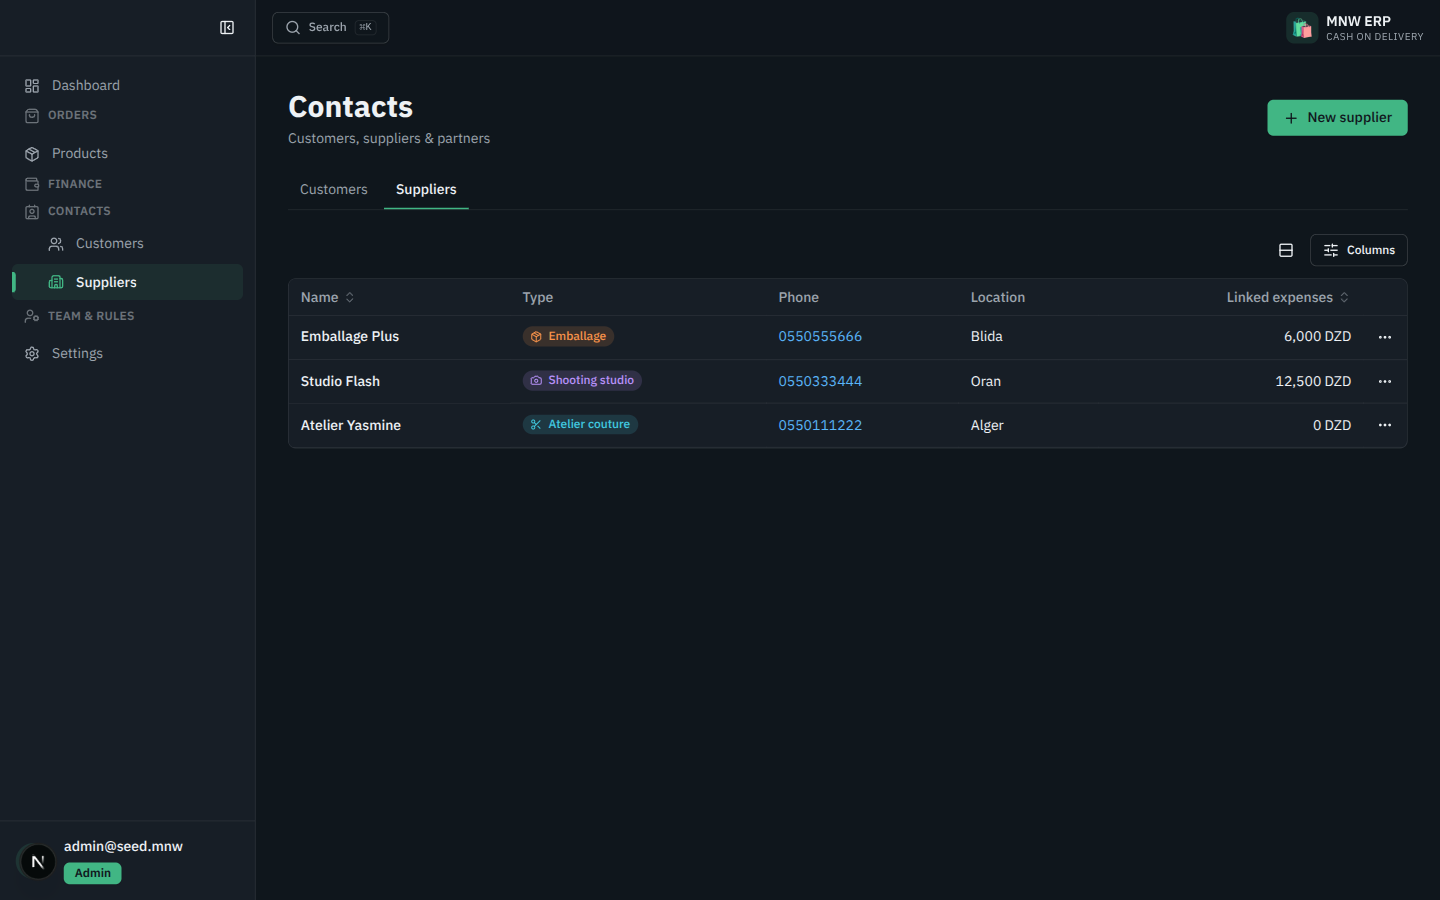 Search ⌘K
MNW ERP
CASH ON DELIVERY
Dashboard
ORDERS
Products
FINANCE
CONTACTS
Customers
Suppliers
TEAM & RULES
Settings
admin@seed.mnw
N
Admin
Contacts
Customers, suppliers & partners
New supplier
Customers Suppliers
Columns
Name Type Phone Location Linked expenses
Emballage Plus Emballage 0550555666 Blida 6,000 DZD
Studio Flash Shooting studio 0550333444 Oran 12,500 DZD
Atelier Yasmine Atelier couture 0550111222 Alger 0 DZD